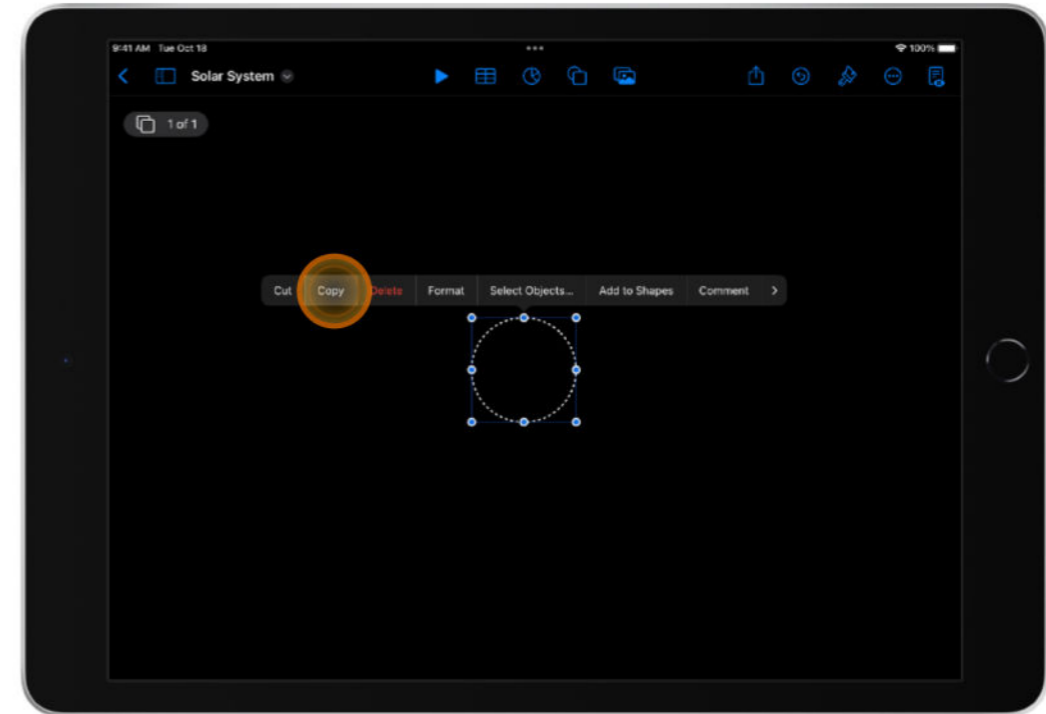 9:41 AM Tue Oct 18
100%
Solar System
1 of 1
Cut Copy Delete Format Select Objects... Add to Shapes Comment